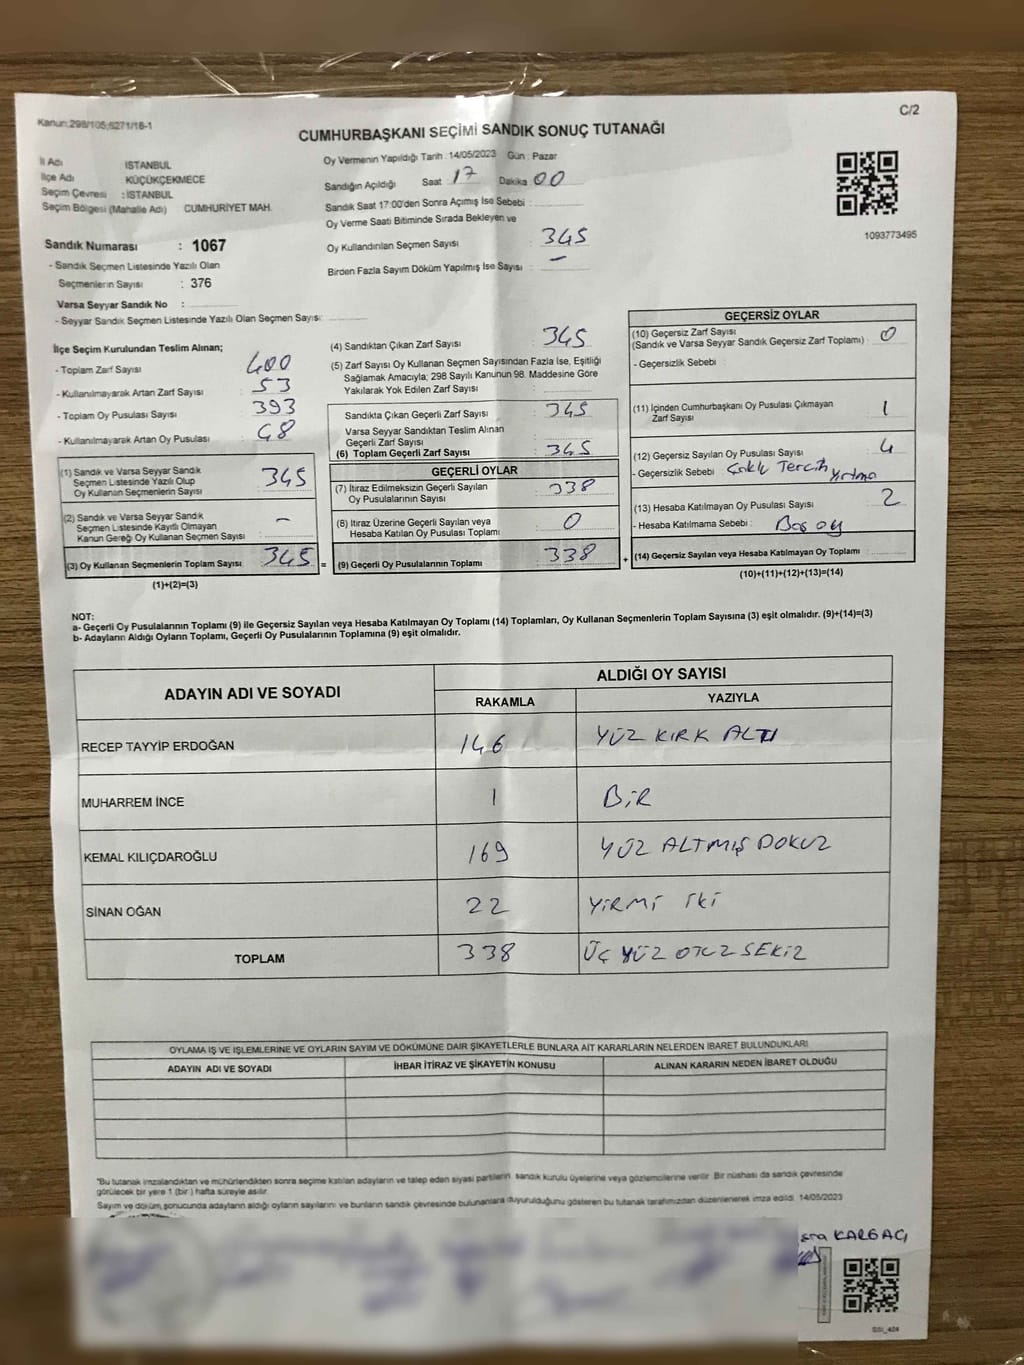 Kanun:298/105;6271/18-1
C/2
CUMHURBAŞKANI SEÇİMİ SANDIK SONUÇ TUTANAĞI
İl Adı İSTANBUL
İlçe Adı KÜÇÜKÇEKMECE
Seçim Çevresi : İSTANBUL
Seçim Bölgesi (Mahalle Adı) CUMHURİYET MAH.
Sandık Numarası : 1067
- Sandık Seçmen Listesinde Yazılı Olan
Seçmenlerin Sayısı : 376
Varsa Seyyar Sandık No :
- Seyyar Sandık Seçmen Listesinde Yazılı Olan Seçmen Sayısı:
Oy Vermenin Yapıldığı Tarih : 14/05/2023 Gün : Pazar
Sandığın Açıldığı Saat 17 Dakika 00
Sandık Saat 17:00'den Sonra Açımış İse Sebebi :
Oy Verme Saati Bitiminde Sırada Bekleyen ve
Oy Kullandırılan Seçmen Sayısı : 345
Birden Fazla Sayım Döküm Yapılmış İse Sayısı : –
1093773495
İlçe Seçim Kurulundan Teslim Alınan;
- Toplam Zarf Sayısı : 400
- Kullanılmayarak Artan Zarf Sayısı : 53
- Toplam Oy Pusulası Sayısı : 393
- Kullanılmayarak Artan Oy Pusulası : 48
(1) Sandık ve Varsa Seyyar Sandık
Seçmen Listesinde Yazılı Olup
Oy Kullanan Seçmenlerin Sayısı : 345
(2) Sandık ve Varsa Seyyar Sandık
Seçmen Listesinde Kayıtlı Olmayan
Kanun Gereği Oy Kullanan Seçmen Sayısı : –
(3) Oy Kullanan Seçmenlerin Toplam Sayısı : 345 =
(1)+(2)=(3)
(4) Sandıktan Çıkan Zarf Sayısı : 345
(5) Zarf Sayısı Oy Kullanan Seçmen Sayısından Fazla İse, Eşitliği
Sağlamak Amacıyla; 298 Sayılı Kanunun 98. Maddesine Göre
Yakılarak Yok Edilen Zarf Sayısı :
Sandıkta Çıkan Geçerli Zarf Sayısı : 345
Varsa Seyyar Sandıktan Teslim Alınan
Geçerli Zarf Sayısı :
(6) Toplam Geçerli Zarf Sayısı : 345
GEÇERLİ OYLAR
(7) İtiraz Edilmeksizin Geçerli Sayılan
Oy Pusulalarının Sayısı : 338
(8) İtiraz Üzerine Geçerli Sayılan veya
Hesaba Katılan Oy Pusulası Toplamı : 0
(9) Geçerli Oy Pusulalarının Toplamı : 338 +
GEÇERSİZ OYLAR
(10) Geçersiz Zarf Sayısı
(Sandık ve Varsa Seyyar Sandık Geçersiz Zarf Toplamı) : 0
- Geçersizlik Sebebi :
(11) İçinden Cumhurbaşkanı Oy Pusulası Çıkmayan
Zarf Sayısı : 1
(12) Geçersiz Sayılan Oy Pusulası Sayısı : 4
- Geçersizlik Sebebi : Çoklu Tercih Yırtma
(13) Hesaba Katılmayan Oy Pusulası Sayısı : 2
- Hesaba Katılmama Sebebi : Boş oy
(14) Geçersiz Sayılan veya Hesaba Katılmayan Oy Toplamı :
(10)+(11)+(12)+(13)=(14)
NOT:
a- Geçerli Oy Pusulalarının Toplamı (9) ile Geçersiz Sayılan veya Hesaba Katılmayan Oy Toplamı (14) Toplamları, Oy Kullanan Seçmenlerin Toplam Sayısına (3) eşit olmalıdır. (9)+(14)=(3)
b- Adayların Aldığı Oyların Toplamı, Geçerli Oy Pusulalarının Toplamına (9) eşit olmalıdır.
ADAYIN ADI VE SOYADI ALDIĞI OY SAYISI
RAKAMLA YAZIYLA
RECEP TAYYİP ERDOĞAN 146 YÜZ KIRK ALTI
MUHARREM İNCE 1 BİR
KEMAL KILIÇDAROĞLU 169 YÜZ ALTMIŞ DOKUZ
SİNAN OĞAN 22 YİRMİ İKİ
TOPLAM 338 ÜÇ YÜZ OTUZ SEKİZ
OYLAMA İŞ VE İŞLEMLERİNE VE OYLARIN SAYIM VE DÖKÜMÜNE DAİR ŞİKAYETLERLE BUNLARA AİT KARARLARIN NELERDEN İBARET BULUNDUKLARI
ADAYIN ADI VE SOYADI İHBAR İTİRAZ VE ŞİKAYETİN KONUSU ALINAN KARARIN NEDEN İBARET OLDUĞU
"Bu tutanak imzalandıktan ve mühürlendikten sonra seçime katılan adayların ve talep eden siyasi partilerin sandık kurulu üyelerine veya gözlemcilerine verilir. Bir nüshası da sandık çevresinde
görülecek bir yere 1 (bir) hafta süreyle asılır.
Sayım ve döküm sonucunda adayların aldığı oyların sayılarını ve bunların sandık çevresinde bulunanlara duyurulduğunu gösteren bu tutanak tarafımızdan düzenlenerek imza edildi. 14/05/2023